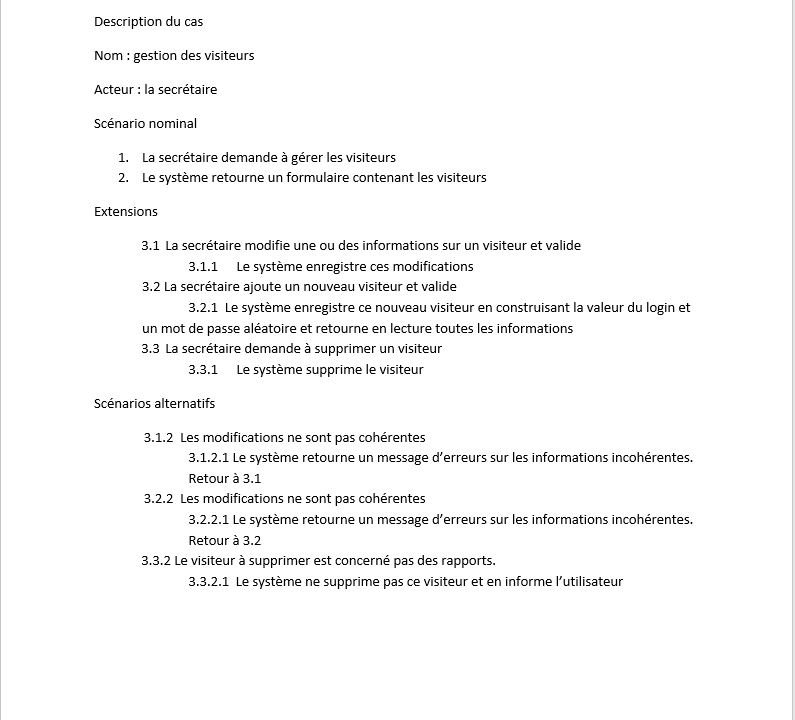 Description du cas
Nom : gestion des visiteurs
Acteur : la secrétaire
Scénario nominal
1. La secrétaire demande à gérer les visiteurs
2. Le système retourne un formulaire contenant les visiteurs
Extensions
3.1 La secrétaire modifie une ou des informations sur un visiteur et valide
3.1.1 Le système enregistre ces modifications
3.2 La secrétaire ajoute un nouveau visiteur et valide
3.2.1 Le système enregistre ce nouveau visiteur en construisant la valeur du login et
un mot de passe aléatoire et retourne en lecture toutes les informations
3.3 La secrétaire demande à supprimer un visiteur
3.3.1 Le système supprime le visiteur
Scénarios alternatifs
3.1.2 Les modifications ne sont pas cohérentes
3.1.2.1 Le système retourne un message d’erreurs sur les informations incohérentes.
Retour à 3.1
3.2.2 Les modifications ne sont pas cohérentes
3.2.2.1 Le système retourne un message d’erreurs sur les informations incohérentes.
Retour à 3.2
3.3.2 Le visiteur à supprimer est concerné pas des rapports.
3.3.2.1 Le système ne supprime pas ce visiteur et en informe l’utilisateur